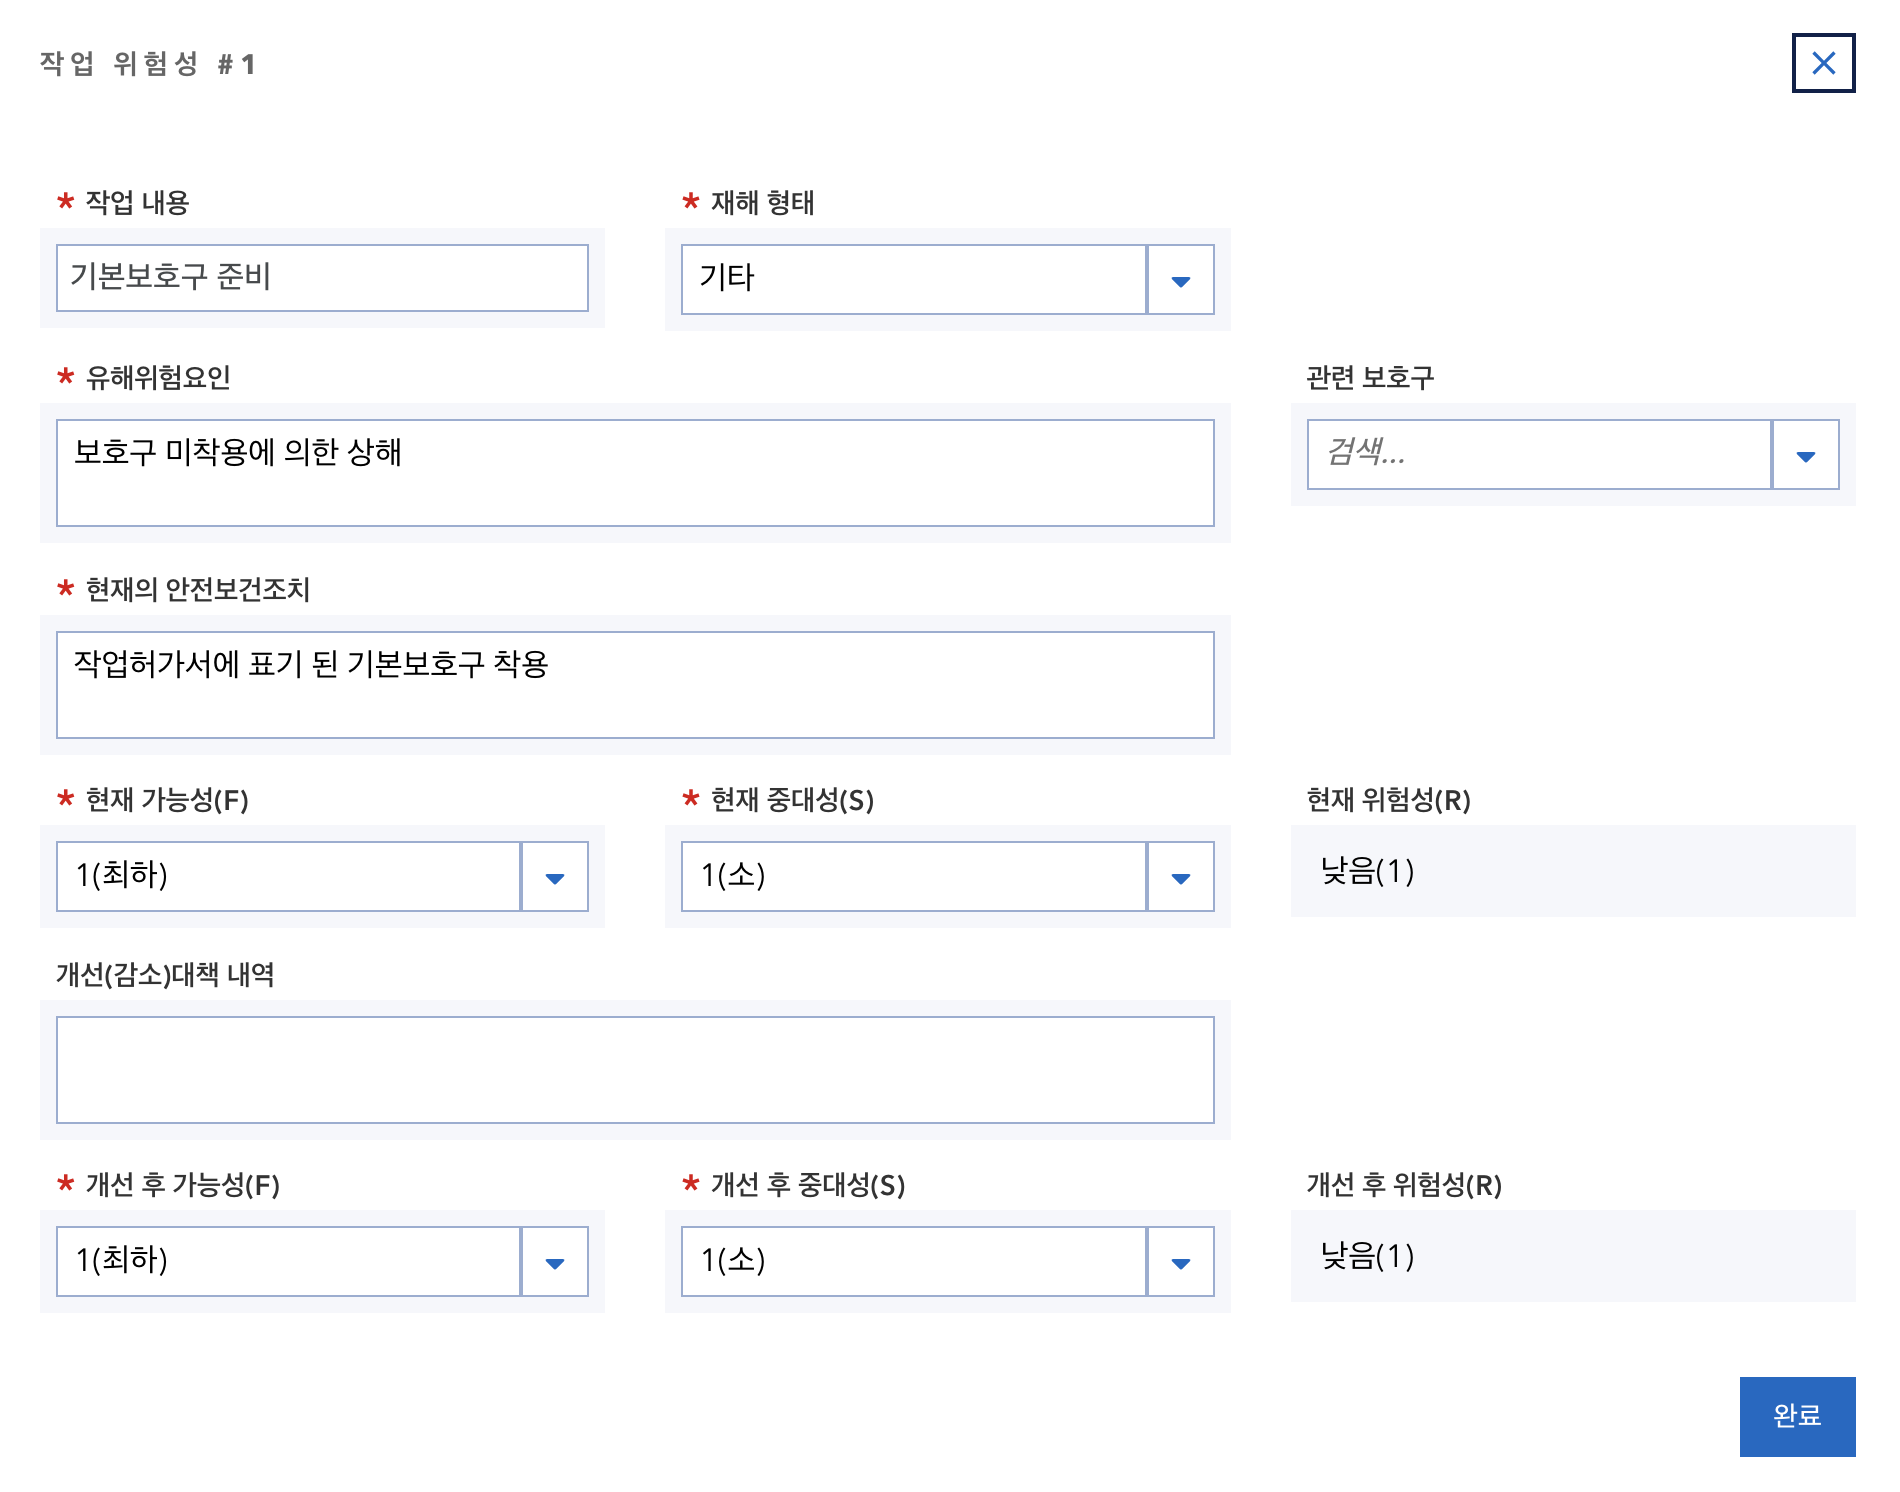 작업 위험성 #1
* 작업 내용
* 재해 형태
기본보호구 준비
기타
* 유해위험요인
관련 보호구
보호구 미착용에 의한 상해
검색...
* 현재의 안전보건조치
작업허가서에 표기 된 기본보호구 착용
* 현재 가능성(F)
* 현재 중대성(S)
현재 위험성(R)
1(최하)
1(소)
낮음(1)
개선(감소)대책 내역
* 개선 후 가능성(F)
* 개선 후 중대성(S)
개선 후 위험성(R)
1(최하)
1(소)
낮음(1)
완료